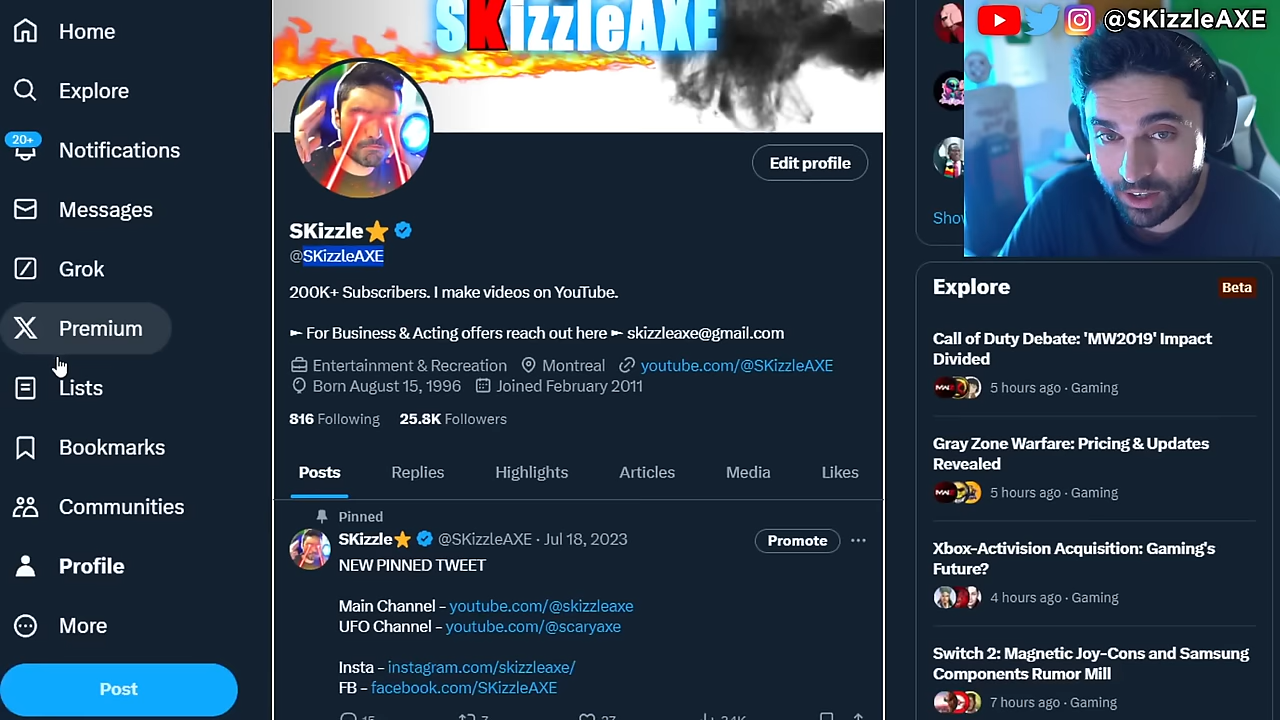 Home
Explore
20+
Notifications
Messages
Grok
Premium
Lists
Bookmarks
Communities
Profile
More
Post
SKizzleAXE
Edit profile
SKizzle
@SKizzleAXE
200K+ Subscribers. I make videos on YouTube.
► For Business & Acting offers reach out here ► skizzleaxe@gmail.com
Entertainment & Recreation Montreal youtube.com/@SKizzleAXE
Born August 15, 1996 Joined February 2011
816 Following 25.8K Followers
Posts Replies Highlights Articles Media Likes
Pinned
SKizzle @SKizzleAXE · Jul 18, 2023
Promote
NEW PINNED TWEET
Main Channel – youtube.com/@skizzleaxe
UFO Channel – youtube.com/@scaryaxe
Insta – instagram.com/skizzleaxe/
FB – facebook.com/SKizzleAXE
@SKizzleAXE
Explore
Beta
Call of Duty Debate: 'MW2019' Impact
Divided
5 hours ago · Gaming
Gray Zone Warfare: Pricing & Updates
Revealed
5 hours ago · Gaming
Xbox-Activision Acquisition: Gaming's
Future?
4 hours ago · Gaming
Switch 2: Magnetic Joy-Cons and Samsung
Components Rumor Mill
7 hours ago · Gaming